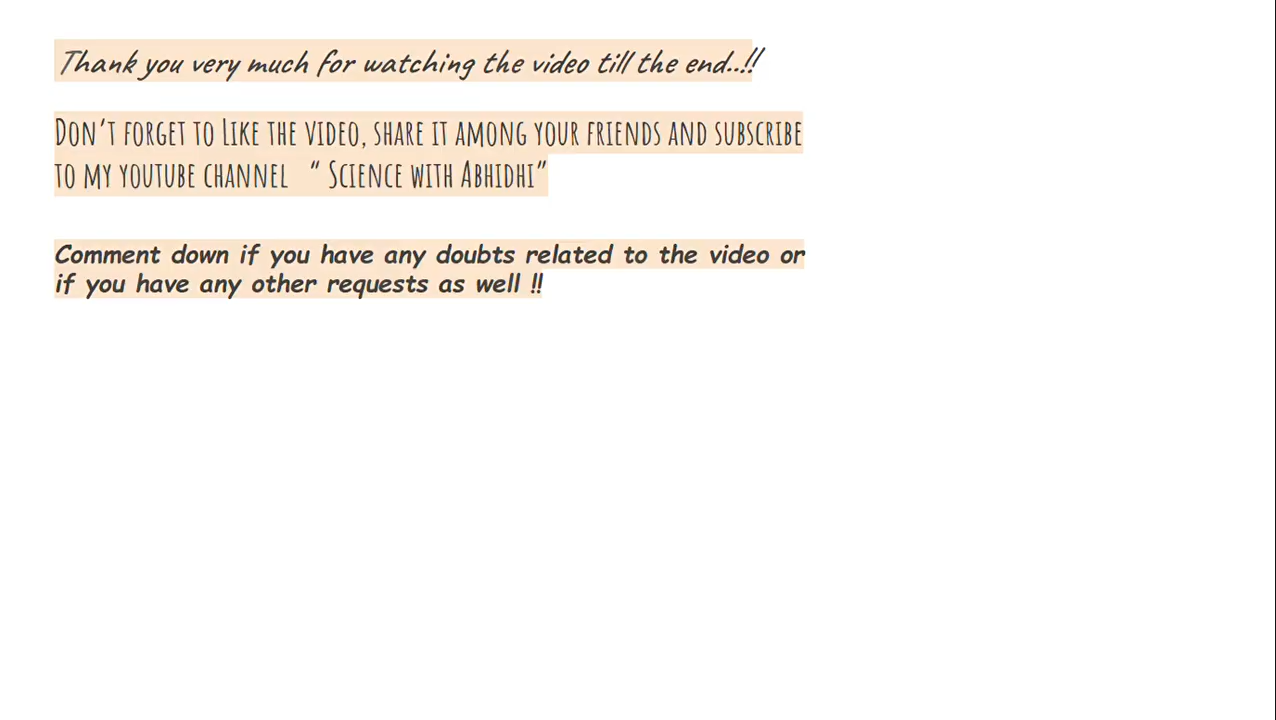 Thank you very much for watching the video till the end..!!
Don't forget to Like the video, share it among your friends and subscribe
to my youtube channel " Science with Abhidhi"
Comment down if you have any doubts related to the video or
if you have any other requests as well !!